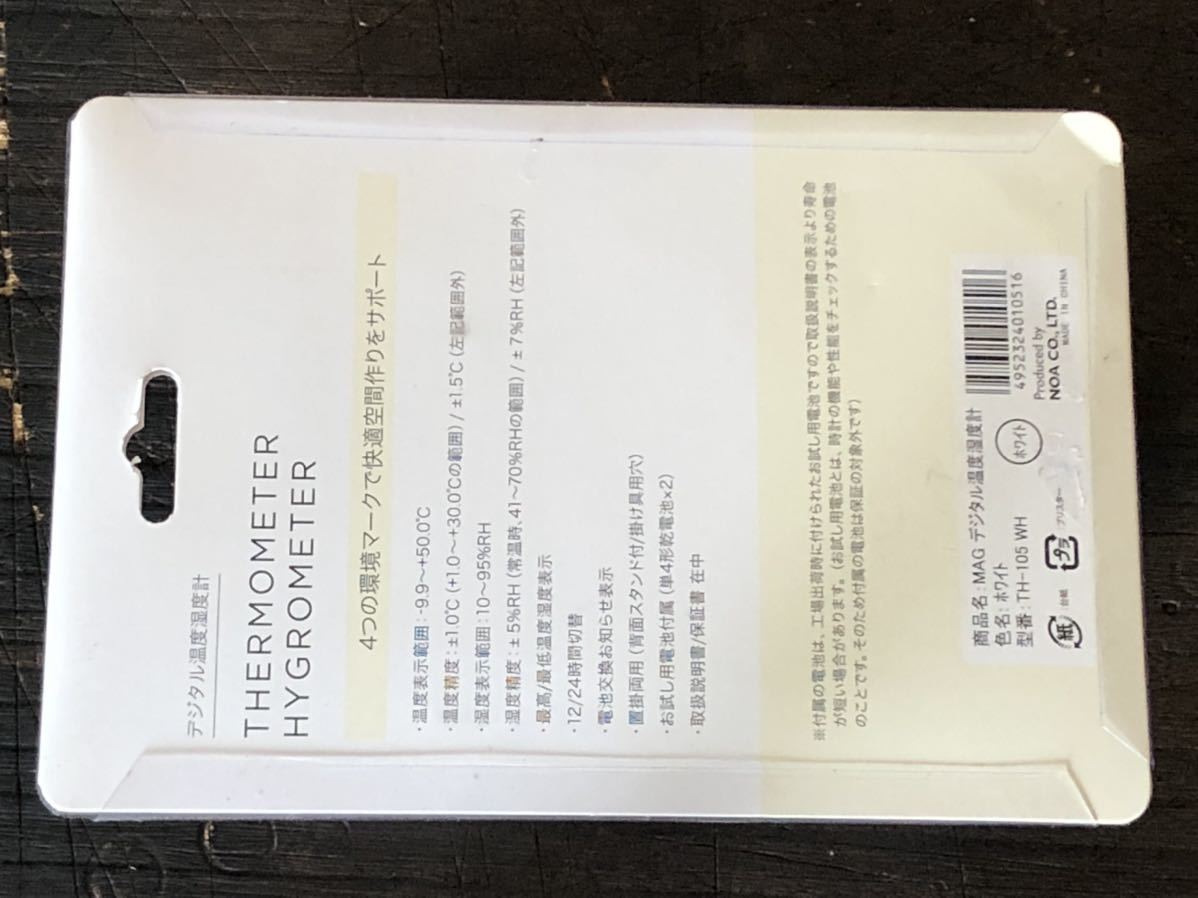 デジタル温度湿度計
THERMOMETER
HYGROMETER
4つの環境マークで快適空間作りをサポート
・温度表示範囲：-9.9～+50.0℃
・温度精度：±1.0℃（+1.0～+30.0℃の範囲）/ ±1.5℃（左記範囲外）
・湿度表示範囲：10～95%RH
・湿度精度：±5%RH（常温時、41～70%RHの範囲）/ ±7%RH（左記範囲外）
・最高/最低温度湿度表示
・12/24時間切替
・電池交換お知らせ表示
・置掛両用（背面スタンド付/掛け具用穴）
・お試し用電池付属（単4形乾電池×2）
・取扱説明書/保証書 在中
※付属の電池は、工場出荷時に付けられたお試し用電池ですので取扱説明書の表示より寿命
が短い場合があります。（お試し用電池とは、時計の機能や性能をチェックするための電池
のことです。そのため付属の電池は保証の対象外です）
商品名：MAG デジタル温度湿度計
色名：ホワイト
型番：TH-105 WH
ホワイト
紙
台紙
プラ
ブリスター
4952324010516
Produced by
NOA CO., LTD.
MADE IN CHINA